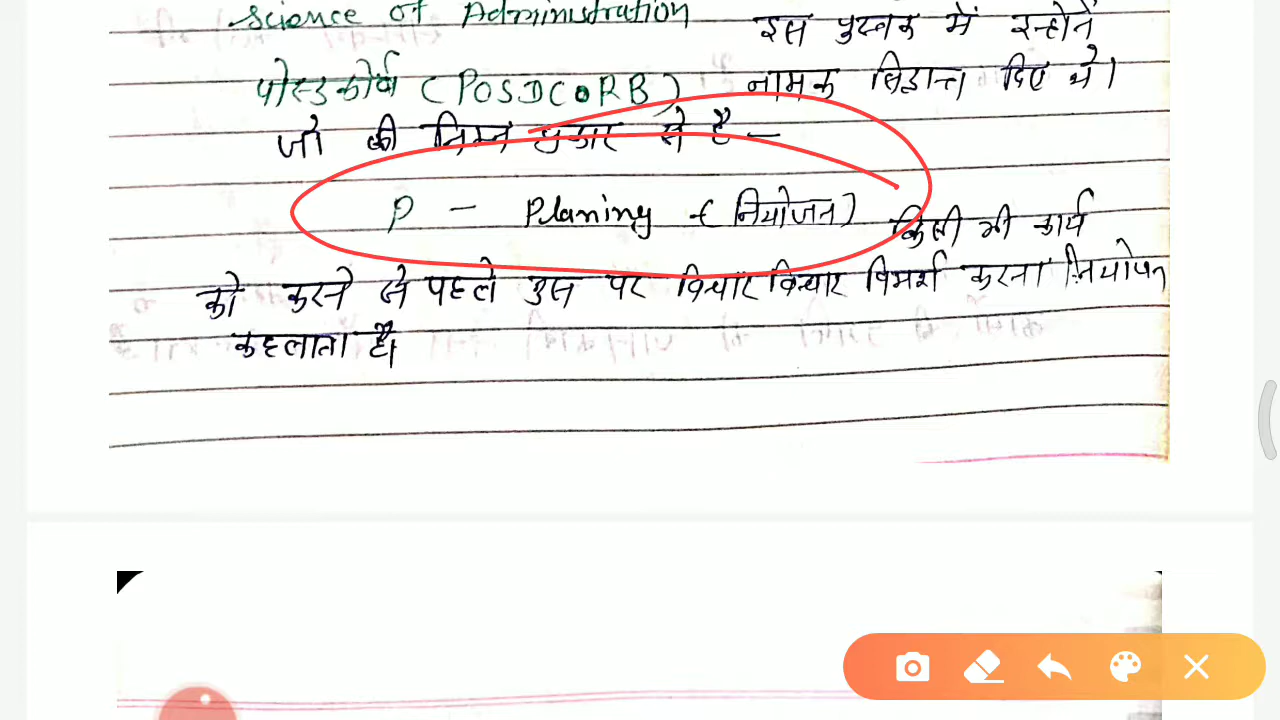 Science of Administration इस पुस्तक में इन्होनें
पोस्डकोर्ब (POSDCORB) नामक सिद्धान्त दिए थे।
जो की निम्न प्रकार से है –
P – Planing - (नियोजन) किसी भी कार्य
को करने से पहले उस पर विचार विचार विमर्श करना नियोजन
कहलाता है।